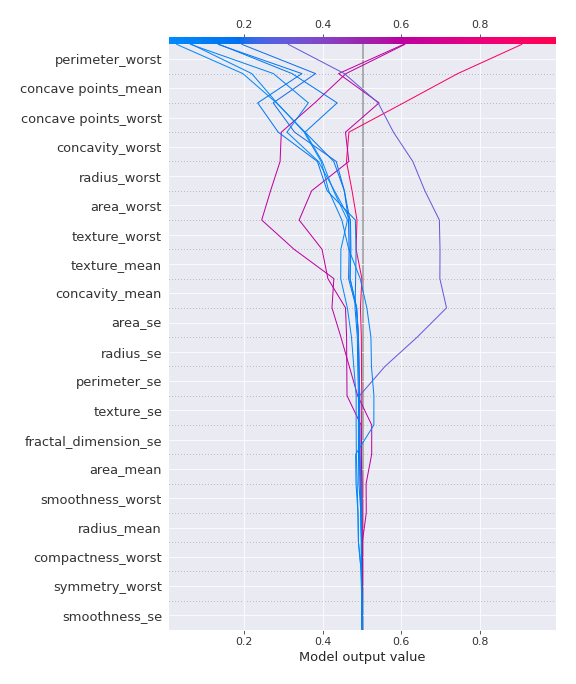 0.2 0.4 0.6 0.8
perimeter_worst
concave points_mean
concave points_worst
concavity_worst
radius_worst
area_worst
texture_worst
texture_mean
concavity_mean
area_se
radius_se
perimeter_se
texture_se
fractal_dimension_se
area_mean
smoothness_worst
radius_mean
compactness_worst
symmetry_worst
smoothness_se
0.2 0.4 0.6 0.8
Model output value